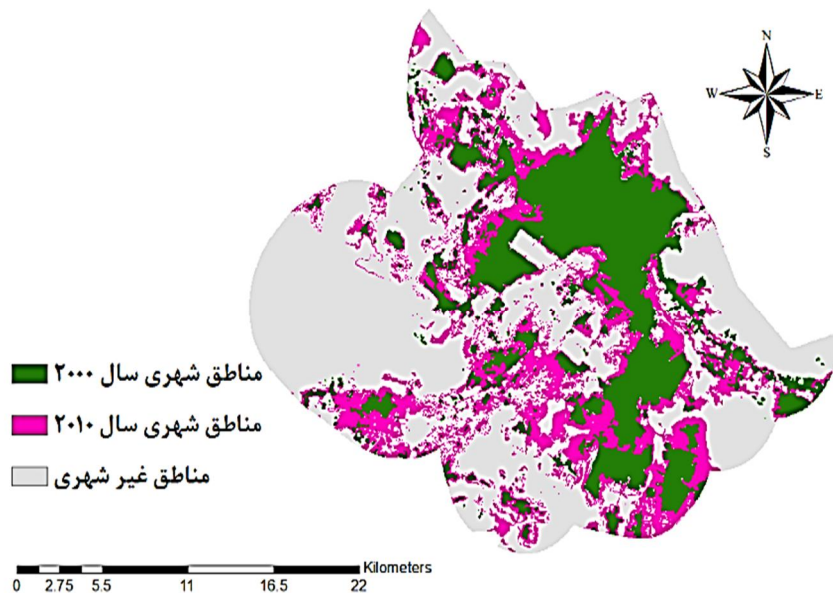 N
W E
S
مناطق شهری سال ۲۰۰۰
مناطق شهری سال ۲۰۱۰
مناطق غیر شهری
Kilometers
0 2.75 5.5 11 16.5 22